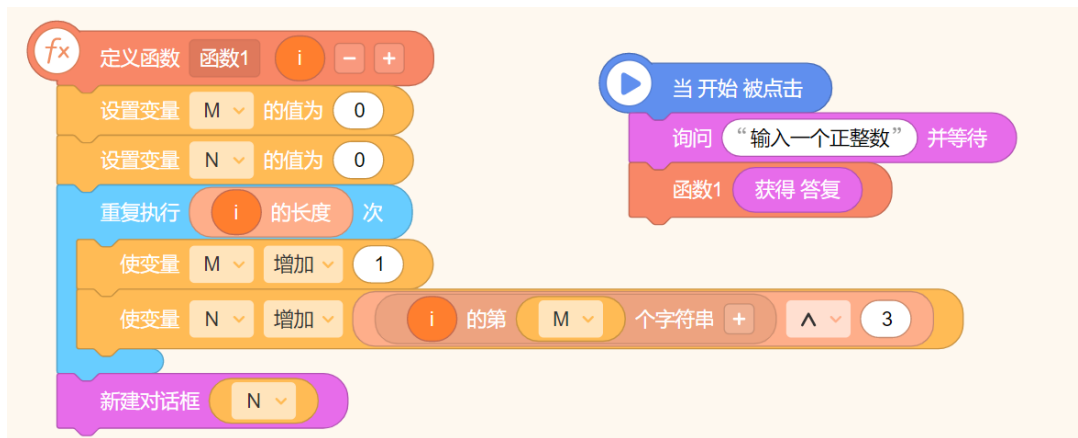 定义函数 函数1 i - +
设置变量 M 的值为 0
设置变量 N 的值为 0
重复执行 i 的长度 次
使变量 M 增加 1
使变量 N 增加 i 的第 M 个字符串 + ∧ 3
新建对话框 N
当 开始 被点击
询问 “输入一个正整数” 并等待
函数1 获得 答复